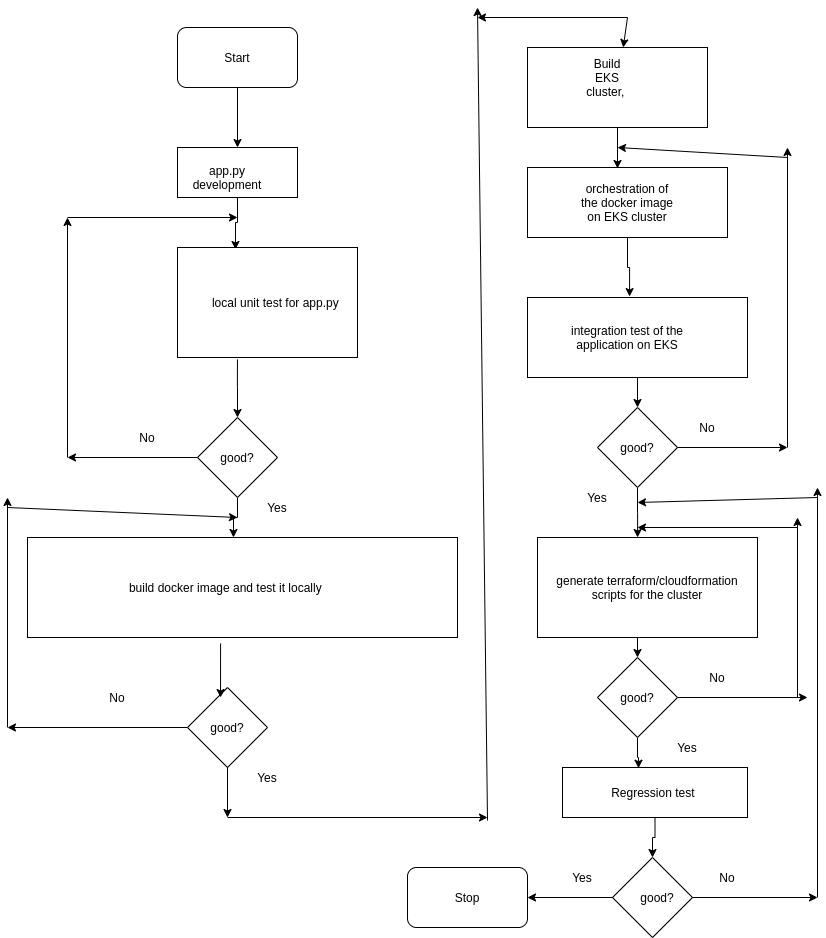 Start
app.py
development
local unit test for app.py
good?
No
Yes
build docker image and test it locally
good?
No
Yes
Build
EKS
cluster,
orchestration of
the docker image
on EKS cluster
integration test of the
application on EKS
good?
No
Yes
generate terraform/cloudformation
scripts for the cluster
good?
No
Yes
Regression test
good?
Yes
No
Stop